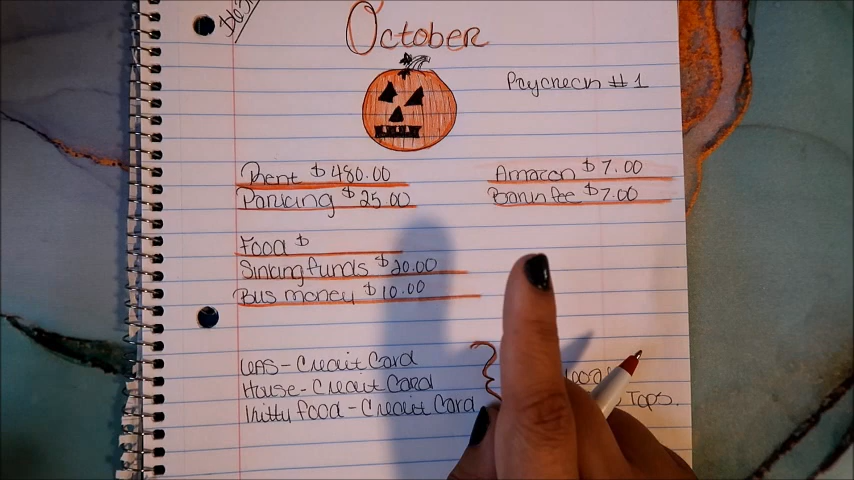 October
Paycheck #1
Rent $480.00
Amazon $7.00
Parking $25.00
Bank fee $7.00
Food $
Sinking funds $20.00
Bus money $10.00
Gas - Credit Card
House - Credit Card
Kitty food - Credit Card
Tops.